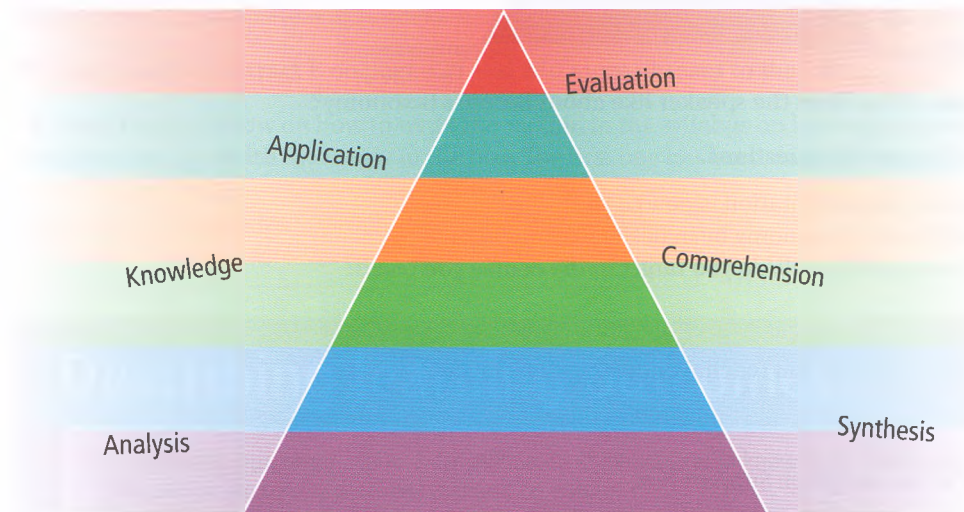 Evaluation
Application
Knowledge
Comprehension
Analysis
Synthesis